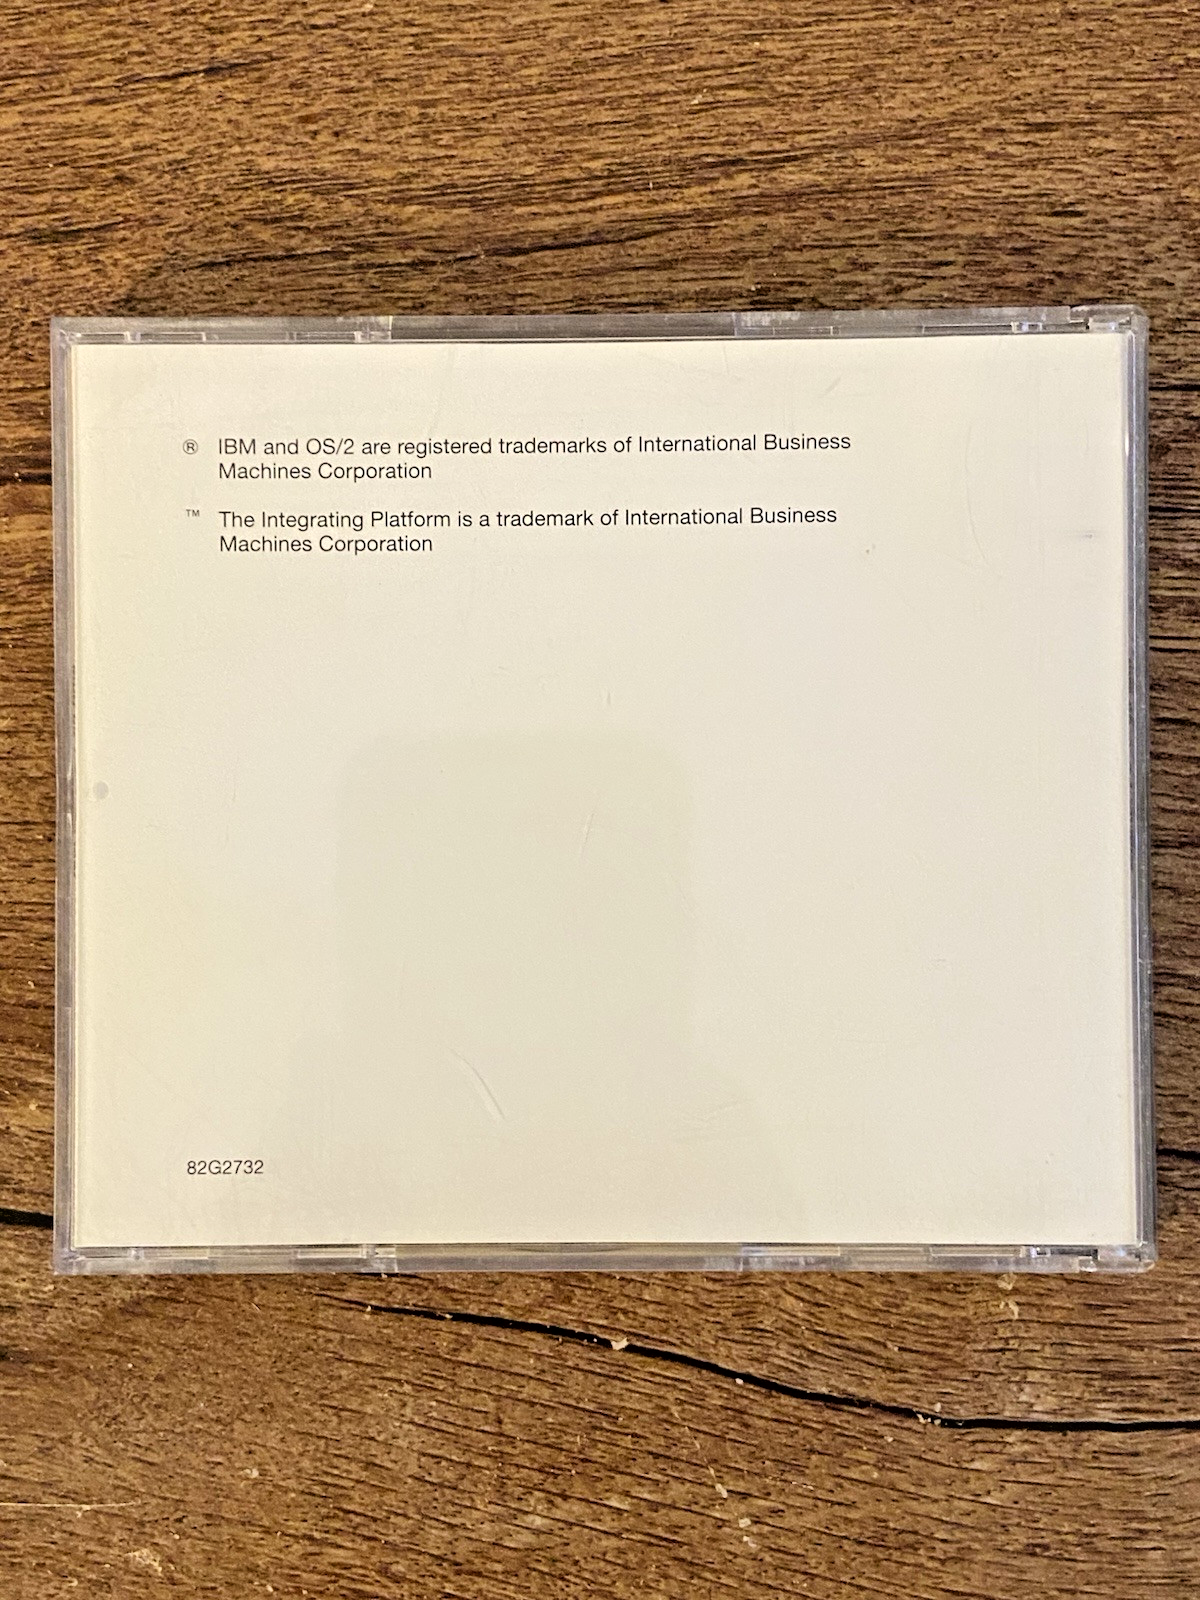 ® IBM and OS/2 are registered trademarks of International Business
Machines Corporation
™ The Integrating Platform is a trademark of International Business
Machines Corporation
82G2732